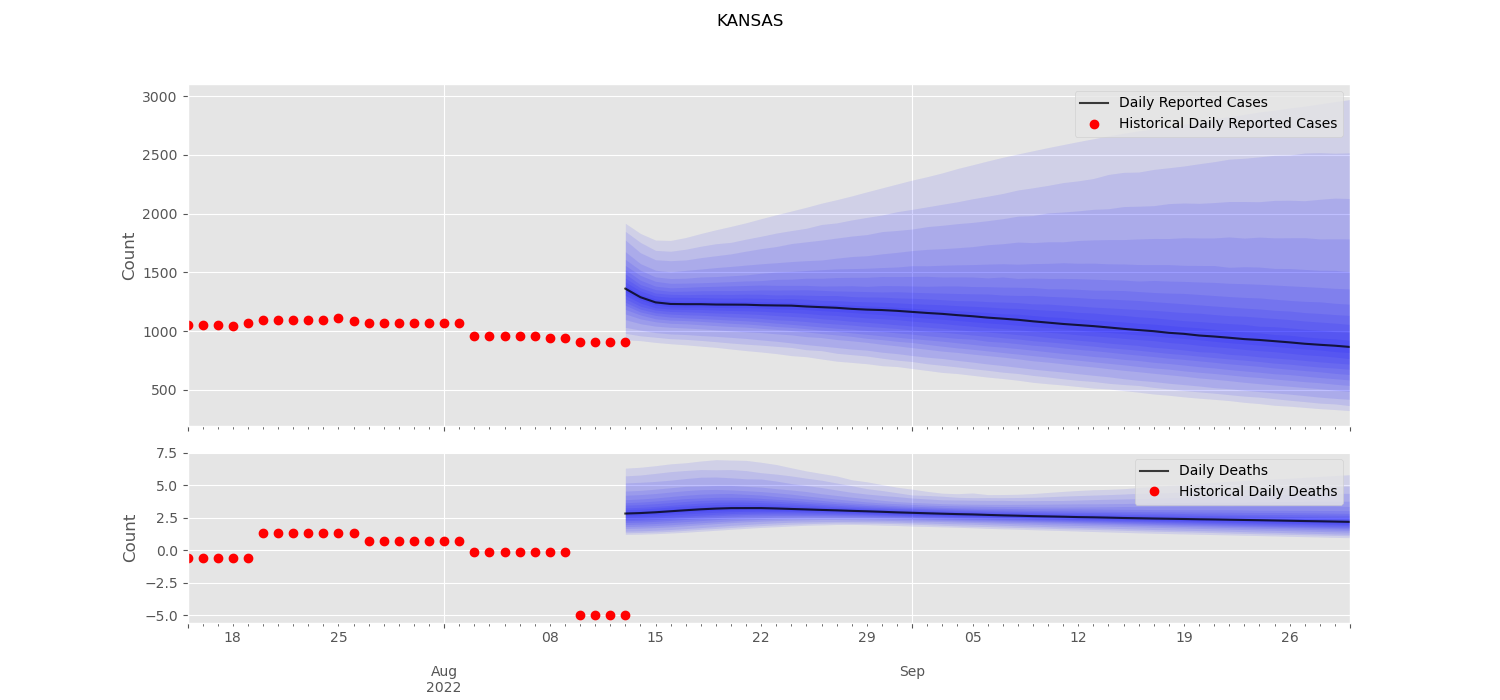 KANSAS
3000
2500
2000
1500
1000
500
Count
Daily Reported Cases
Historical Daily Reported Cases
7.5
5.0
2.5
0.0
−2.5
−5.0
Count
Daily Deaths
Historical Daily Deaths
18 25 08 15 22 29 05 12 19 26
Aug Sep
2022